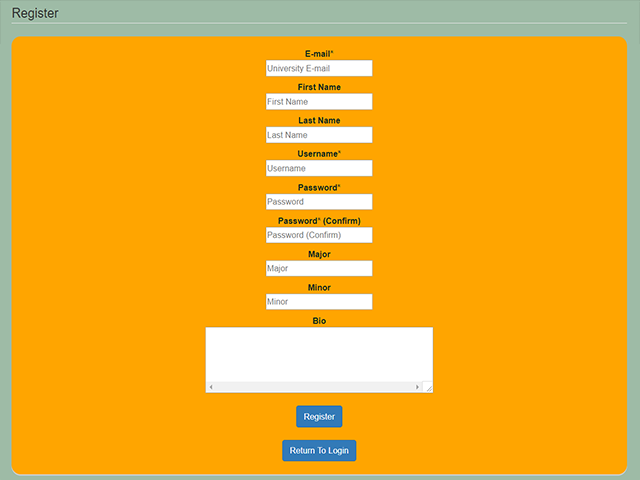 Register
E-mail*
University E-mail
First Name
First Name
Last Name
Last Name
Username*
Username
Password*
Password
Password* (Confirm)
Password (Confirm)
Major
Major
Minor
Minor
Bio
Register
Return To Login